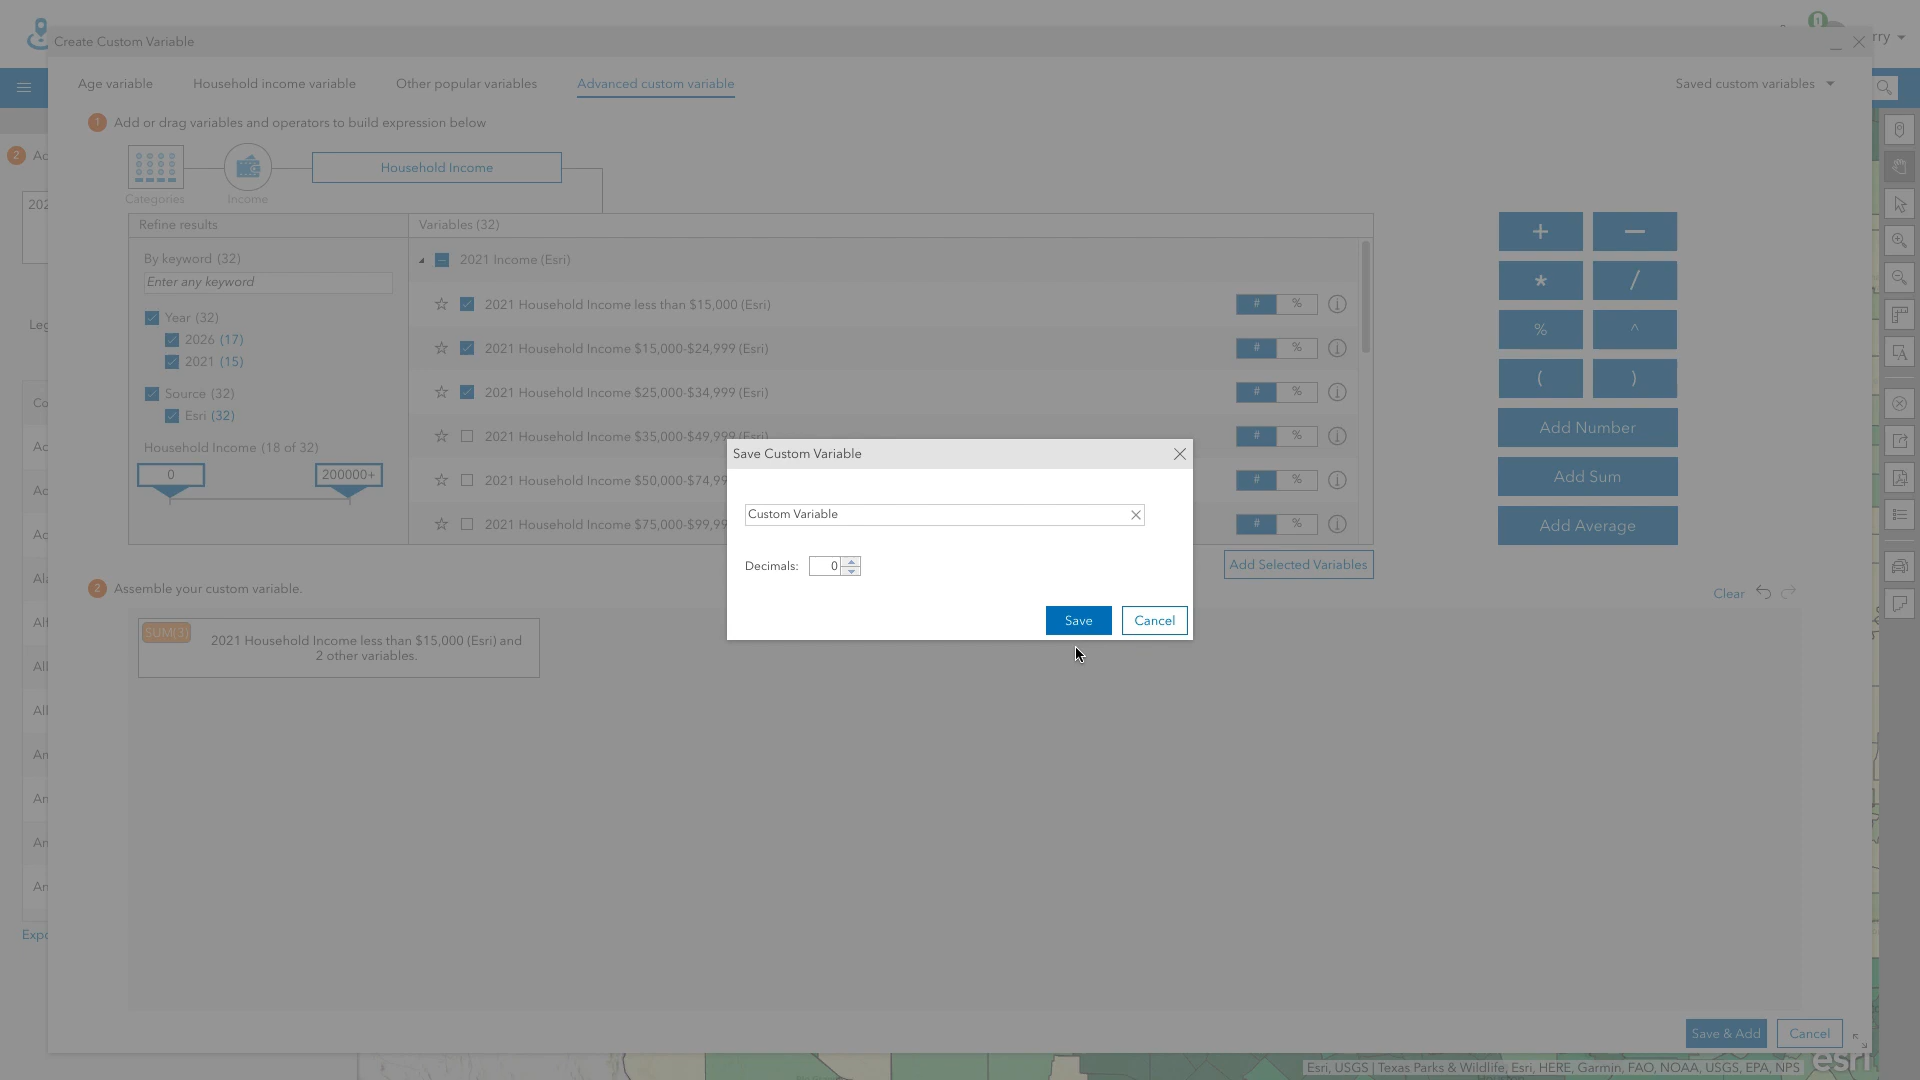 Create Custom Variable
Age variable
Household income variable
Other popular variables
Advanced custom variable
Saved custom variables
1 Add or drag variables and operators to build expression below
2
Categories
Income
Household Income
202
Refine results
Variables (32)
By keyword (32)
Enter any keyword
Year (32)
2026 (17)
2021 (15)
Source (32)
Esri (32)
Household Income (18 of 32)
0
200000+
2021 Income (Esri)
2021 Household Income less than $15,000 (Esri)
# %
2021 Household Income $15,000-$24,999 (Esri)
# %
2021 Household Income $25,000-$34,999 (Esri)
# %
2021 Household Income $35,000-$49,999 (Esri)
# %
2021 Household Income $50,000-$74,99
# %
2021 Household Income $75,000-$99,99
# %
+ −
* /
% ^
( )
Add Number
Add Sum
Add Average
Add Selected Variables
Save Custom Variable
Custom Variable
Decimals: 0
Save
Cancel
2 Assemble your custom variable.
Clear
SUM(3)
2021 Household Income less than $15,000 (Esri) and
2 other variables.
Save & Add
Cancel
Esri, USGS | Texas Parks & Wildlife, Esri, HERE, Garmin, FAO, NOAA, USGS, EPA, NPS
esri